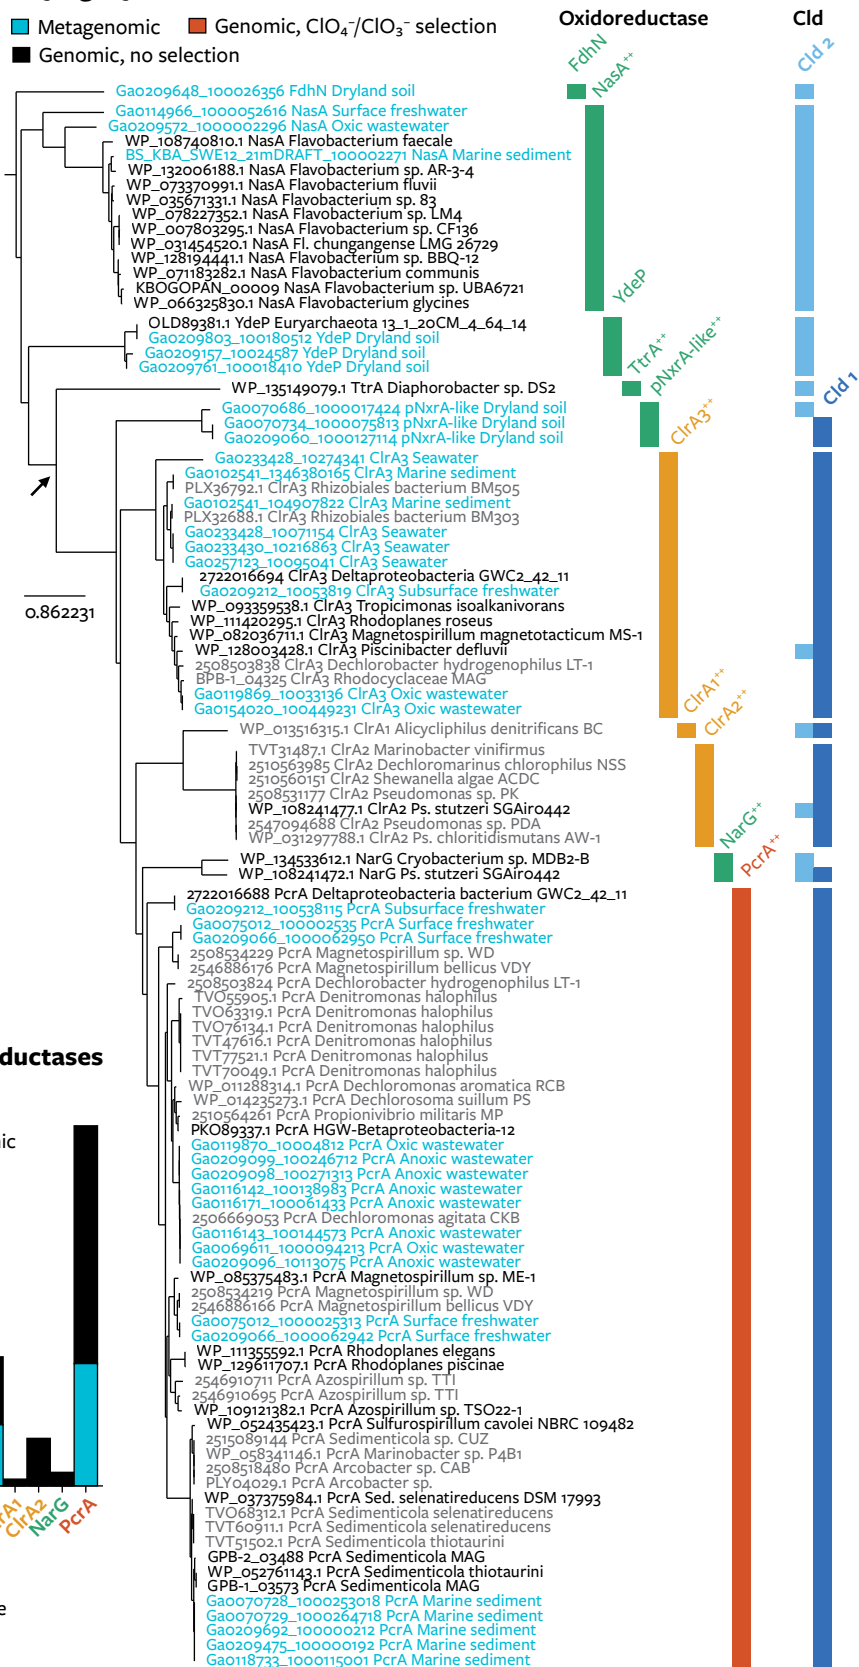 Metagenomic
Genomic, ClO₄⁻/ClO₃⁻ selection
Genomic, no selection
Oxidoreductase
Cld
FdhN
NasA⁺⁺
YdeP
TtrA⁺⁺
pNxrA-like⁺⁺
ClrA3⁺⁺
ClrA1⁺⁺
ClrA2⁺⁺
NarG⁺⁺
PcrA⁺⁺
Cld 2
Cld 1
Ga0209648_100026356 FdhN Dryland soil
Ga0114966_1000052616 NasA Surface freshwater
Ga0209572_1000002296 NasA Oxic wastewater
WP_108740810.1 NasA Flavobacterium faecale
BS_KBA_SWE12_21mDRAFT_100002271 NasA Marine sediment
WP_132006188.1 NasA Flavobacterium sp. AR-3-4
WP_073370991.1 NasA Flavobacterium fluvii
WP_035671331.1 NasA Flavobacterium sp. 83
WP_078227352.1 NasA Flavobacterium sp. LM4
WP_007803295.1 NasA Flavobacterium sp. CF136
WP_031454520.1 NasA Fl. chungangense LMG 26729
WP_128194441.1 NasA Flavobacterium sp. BBQ-12
WP_071183282.1 NasA Flavobacterium communis
KBOGOPAN_00009 NasA Flavobacterium sp. UBA6721
WP_066325830.1 NasA Flavobacterium glycines
OLD89381.1 YdeP Euryarchaeota 13_1_20CM_4_64_14
Ga0209803_100180512 YdeP Dryland soil
Ga0209157_10024587 YdeP Dryland soil
Ga0209761_100018410 YdeP Dryland soil
WP_135149079.1 TtrA Diaphorobacter sp. DS2
Ga0070686_1000017424 pNxrA-like Dryland soil
Ga0070734_1000075813 pNxrA-like Dryland soil
Ga0209060_1000127114 pNxrA-like Dryland soil
Ga0233428_10274341 ClrA3 Seawater
Ga0102541_1346380165 ClrA3 Marine sediment
PLX36792.1 ClrA3 Rhizobiales bacterium BM505
Ga0102541_104907822 ClrA3 Marine sediment
PLX32688.1 ClrA3 Rhizobiales bacterium BM303
Ga0233428_10071154 ClrA3 Seawater
Ga0233430_10216863 ClrA3 Seawater
Ga0257123_10095041 ClrA3 Seawater
2722016694 ClrA3 Deltaproteobacteria GWC2_42_11
Ga0209212_10053819 ClrA3 Subsurface freshwater
WP_093359538.1 ClrA3 Tropicimonas isoalkanivorans
WP_111420295.1 ClrA3 Rhodoplanes roseus
WP_082036711.1 ClrA3 Magnetospirillum magnetotacticum MS-1
WP_128003428.1 ClrA3 Piscinibacter defluvii
2508503838 ClrA3 Dechlorobacter hydrogenophilus LT-1
BPB-1_04325 ClrA3 Rhodocyclaceae MAG
Ga0119869_10033136 ClrA3 Oxic wastewater
Ga0154020_100449231 ClrA3 Oxic wastewater
WP_013516315.1 ClrA1 Alicycliphilus denitrificans BC
TVT31487.1 ClrA2 Marinobacter vinifirmus
2510563985 ClrA2 Dechloromarinus chlorophilus NSS
2510560151 ClrA2 Shewanella algae ACDC
2508531177 ClrA2 Pseudomonas sp. PK
WP_108241477.1 ClrA2 Ps. stutzeri SGAir0442
2547094688 ClrA2 Pseudomonas sp. PDA
WP_031297788.1 ClrA2 Ps. chloritidismutans AW-1
WP_134533612.1 NarG Cryobacterium sp. MDB2-B
WP_108241472.1 NarG Ps. stutzeri SGAir0442
2722016688 PcrA Deltaproteobacteria bacterium GWC2_42_11
Ga0209212_100538115 PcrA Subsurface freshwater
Ga0075012_100002535 PcrA Surface freshwater
Ga0209066_1000062950 PcrA Surface freshwater
2508534229 PcrA Magnetospirillum sp. WD
2546886176 PcrA Magnetospirillum bellicus VDY
2508503824 PcrA Dechlorobacter hydrogenophilus LT-1
TVO55905.1 PcrA Denitromonas halophilus
TVO63319.1 PcrA Denitromonas halophilus
TVO76134.1 PcrA Denitromonas halophilus
TVT47616.1 PcrA Denitromonas halophilus
TVT77521.1 PcrA Denitromonas halophilus
TVT70049.1 PcrA Denitromonas halophilus
WP_011288314.1 PcrA Dechloromonas aromatica RCB
WP_014235273.1 PcrA Dechlorosoma suillum PS
2510564261 PcrA Propionivibrio militaris MP
PKO89337.1 PcrA HGW-Betaproteobacteria-12
Ga0119870_10004812 PcrA Oxic wastewater
Ga0209099_100246712 PcrA Anoxic wastewater
Ga0209098_100271313 PcrA Anoxic wastewater
Ga0116142_100138983 PcrA Anoxic wastewater
Ga0116171_100061433 PcrA Anoxic wastewater
2506669053 PcrA Dechloromonas agitata CKB
Ga0116143_100144573 PcrA Anoxic wastewater
Ga0069611_1000094213 PcrA Oxic wastewater
Ga0209096_10113075 PcrA Anoxic wastewater
WP_085375483.1 PcrA Magnetospirillum sp. ME-1
2508534219 PcrA Magnetospirillum sp. WD
2546886166 PcrA Magnetospirillum bellicus VDY
Ga0075012_1000025313 PcrA Surface freshwater
Ga0209066_1000062942 PcrA Surface freshwater
WP_111355592.1 PcrA Rhodoplanes elegans
WP_129611707.1 PcrA Rhodoplanes piscinae
2546910711 PcrA Azospirillum sp. TTI
2546910695 PcrA Azospirillum sp. TTI
WP_109121382.1 PcrA Azospirillum sp. TSO22-1
WP_052435423.1 PcrA Sulfurospirillum cavolei NBRC 109482
2515089144 PcrA Sedimenticola sp. CUZ
WP_058341146.1 PcrA Marinobacter sp. P4B1
2508518480 PcrA Arcobacter sp. CAB
PLY04029.1 PcrA Arcobacter sp.
WP_037375984.1 PcrA Sed. selenatireducens DSM 17993
TVO68312.1 PcrA Sedimenticola selenatireducens
TVT60911.1 PcrA Sedimenticola selenatireducens
TVT51502.1 PcrA Sedimenticola thiotaurini
GPB-2_03488 PcrA Sedimenticola MAG
WP_052761143.1 PcrA Sedimenticola thiotaurini
GPB-1_03573 PcrA Sedimenticola MAG
Ga0070728_1000253018 PcrA Marine sediment
Ga0070729_1000264718 PcrA Marine sediment
Ga0209692_100000212 PcrA Marine sediment
Ga0209475_100000192 PcrA Marine sediment
Ga0118733_1000115001 PcrA Marine sediment
0.862231
ductases
ic
rA1
ClrA2
NarG
PcrA
e